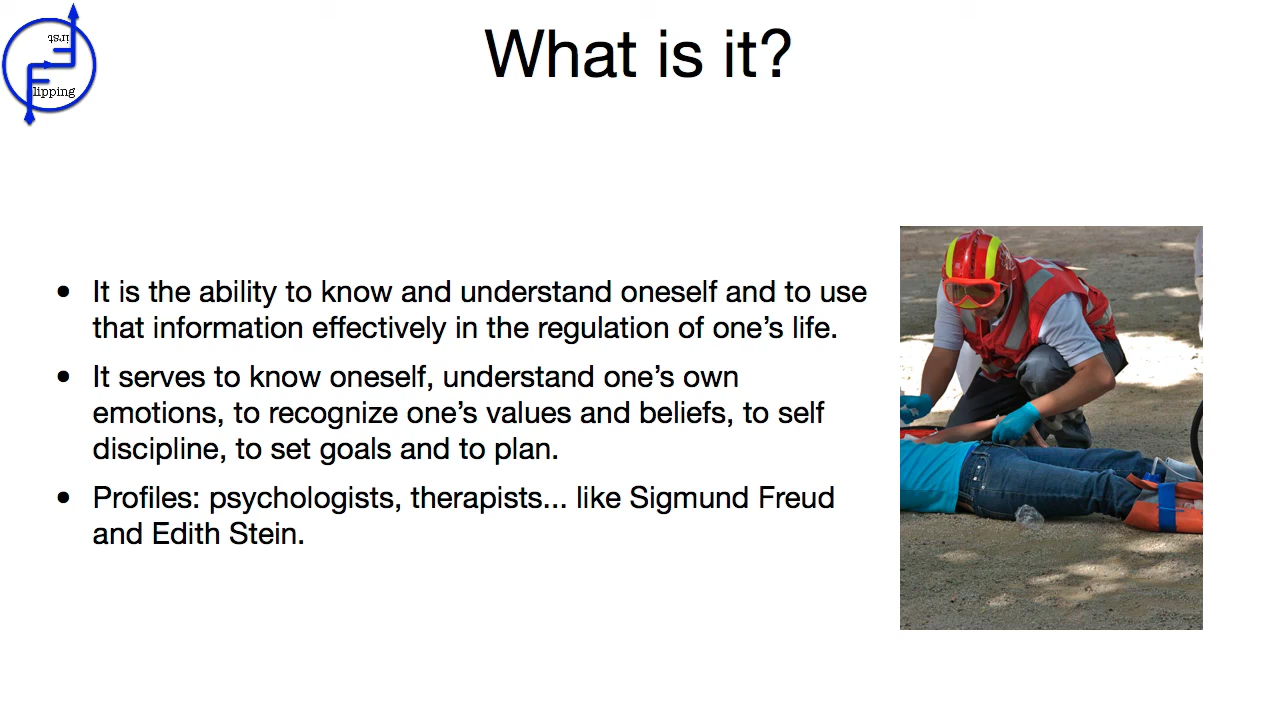 First
Flipping
What is it?
• It is the ability to know and understand oneself and to use
that information effectively in the regulation of one’s life.
• It serves to know oneself, understand one’s own
emotions, to recognize one’s values and beliefs, to self
discipline, to set goals and to plan.
• Profiles: psychologists, therapists... like Sigmund Freud
and Edith Stein.